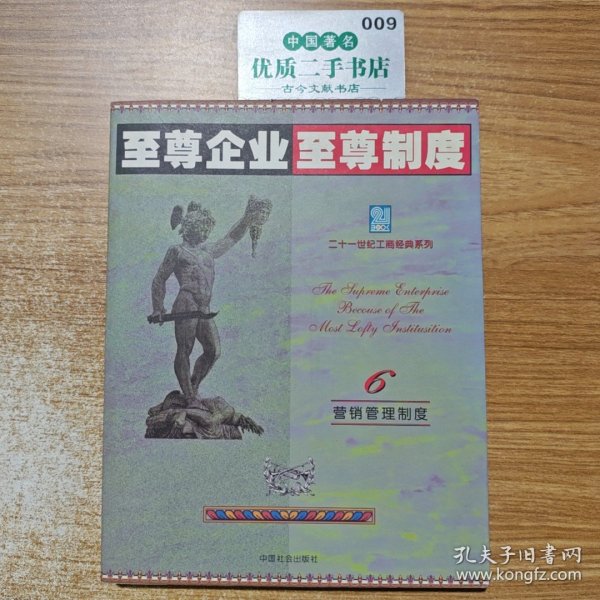 009
中国著名
优质二手书店
古今文献书店
至尊企业 至尊制度
21
BOOK
二十一世纪工商经典系列
The Supreme Enterprise
Becouse of The
Most Lofty Institusition
6
营销管理制度
中国社会出版社
孔夫子旧书网
www.kongfz.com